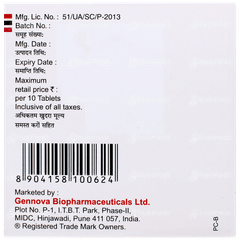 Mfg. Lic. No. : 51/UA/SC/P-2013
Batch No. :
समूह संख्या:
Mfg. Date :
उत्पादन तिथि:
Expiry Date :
समाप्ति तिथि:
Maximum
retail price ₹ :
per 10 Tablets
Inclusive of all taxes.
अधिकतम खुदरा मूल्य
समस्त करों सहित
8 904158 100624
Marketed by :
Gennova Biopharmaceuticals Ltd.
Plot No. P-1, I.T.B.T. Park, Phase-II,
MIDC, Hinjawadi, Pune 411 057, India.
® Registered Trade Mark Owners.
PC-B